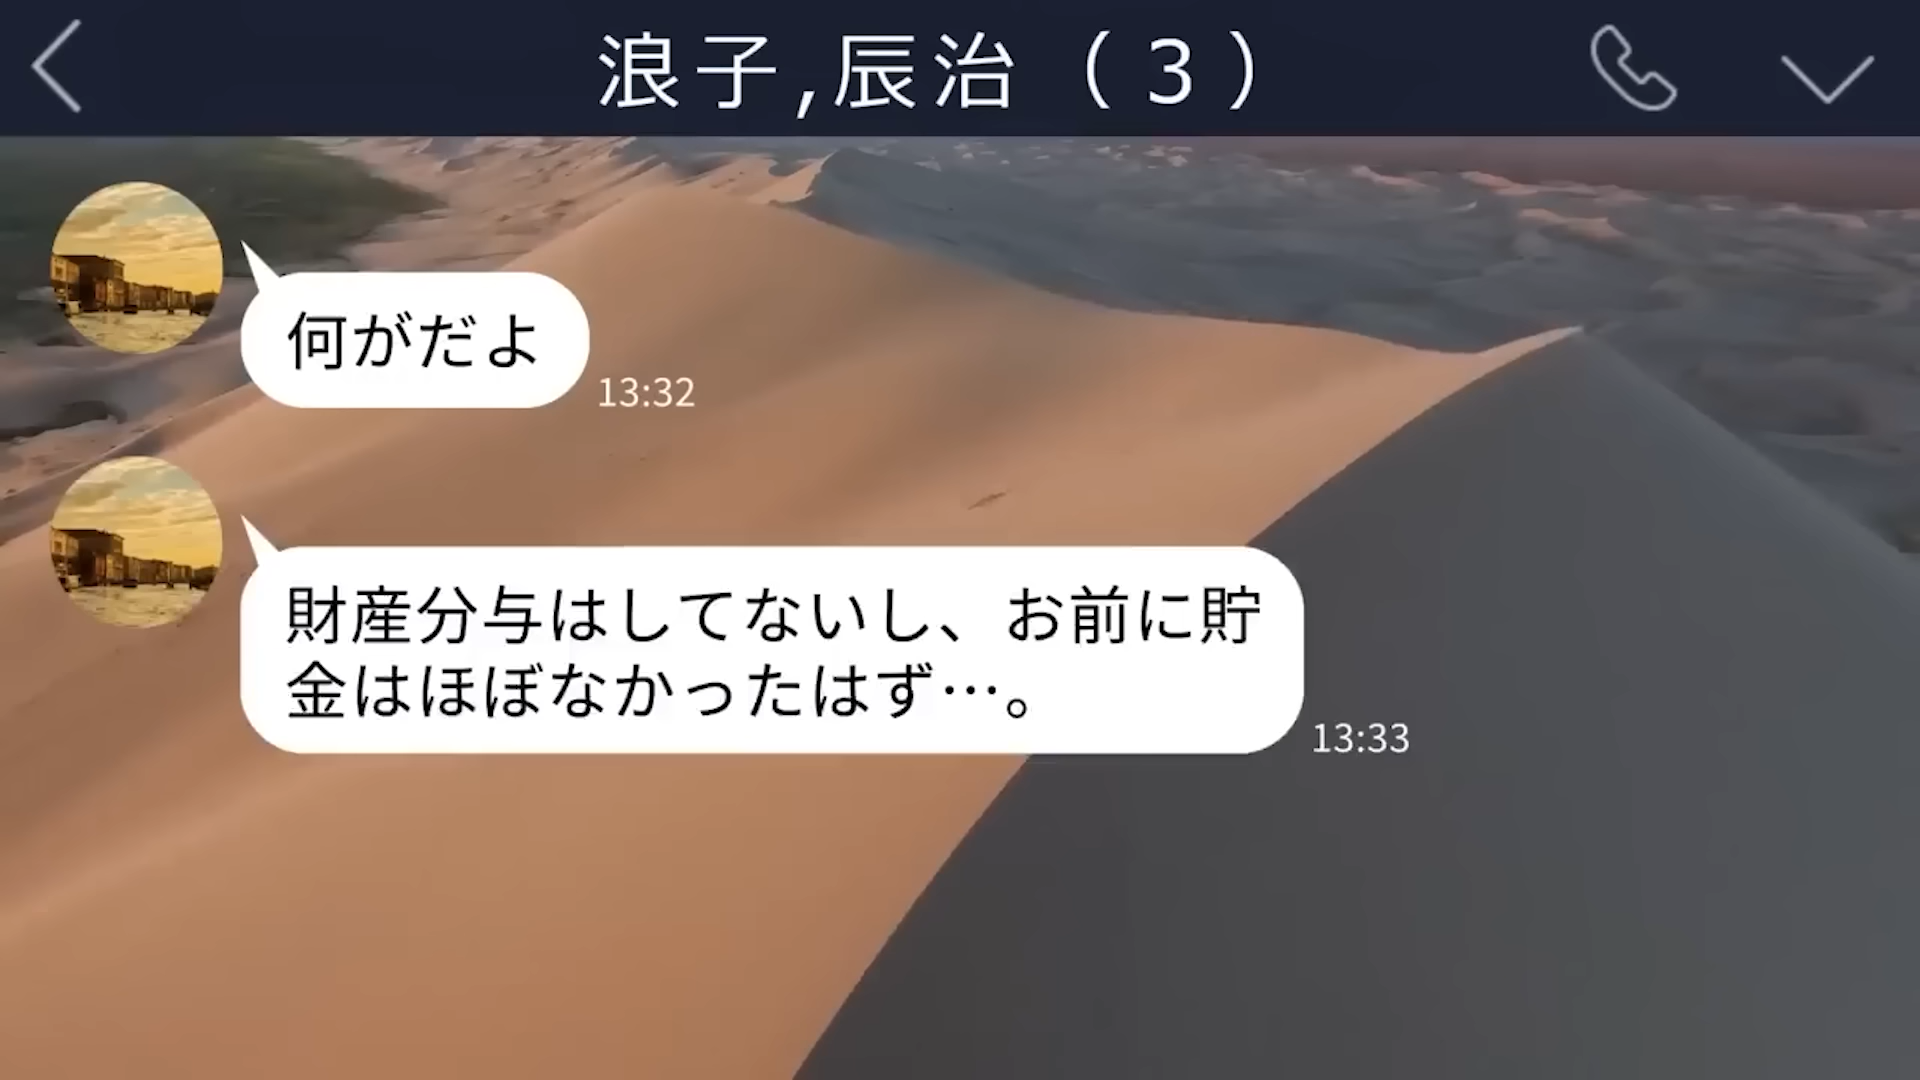 浪子,辰治（3）
何がだよ
13:32
財産分与はしてないし、お前に貯
金はほぼなかったはず…。
13:33